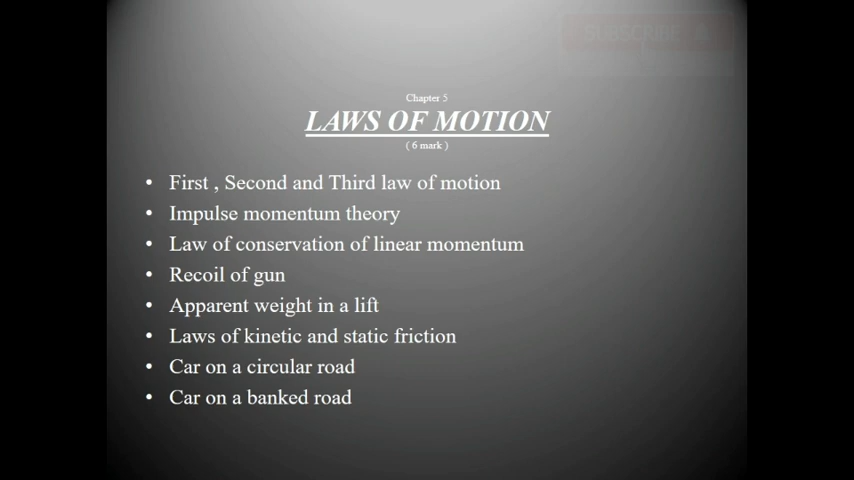 SUBSCRIBE
Chapter 5
LAWS OF MOTION
( 6 mark )
• First , Second and Third law of motion
• Impulse momentum theory
• Law of conservation of linear momentum
• Recoil of gun
• Apparent weight in a lift
• Laws of kinetic and static friction
• Car on a circular road
• Car on a banked road